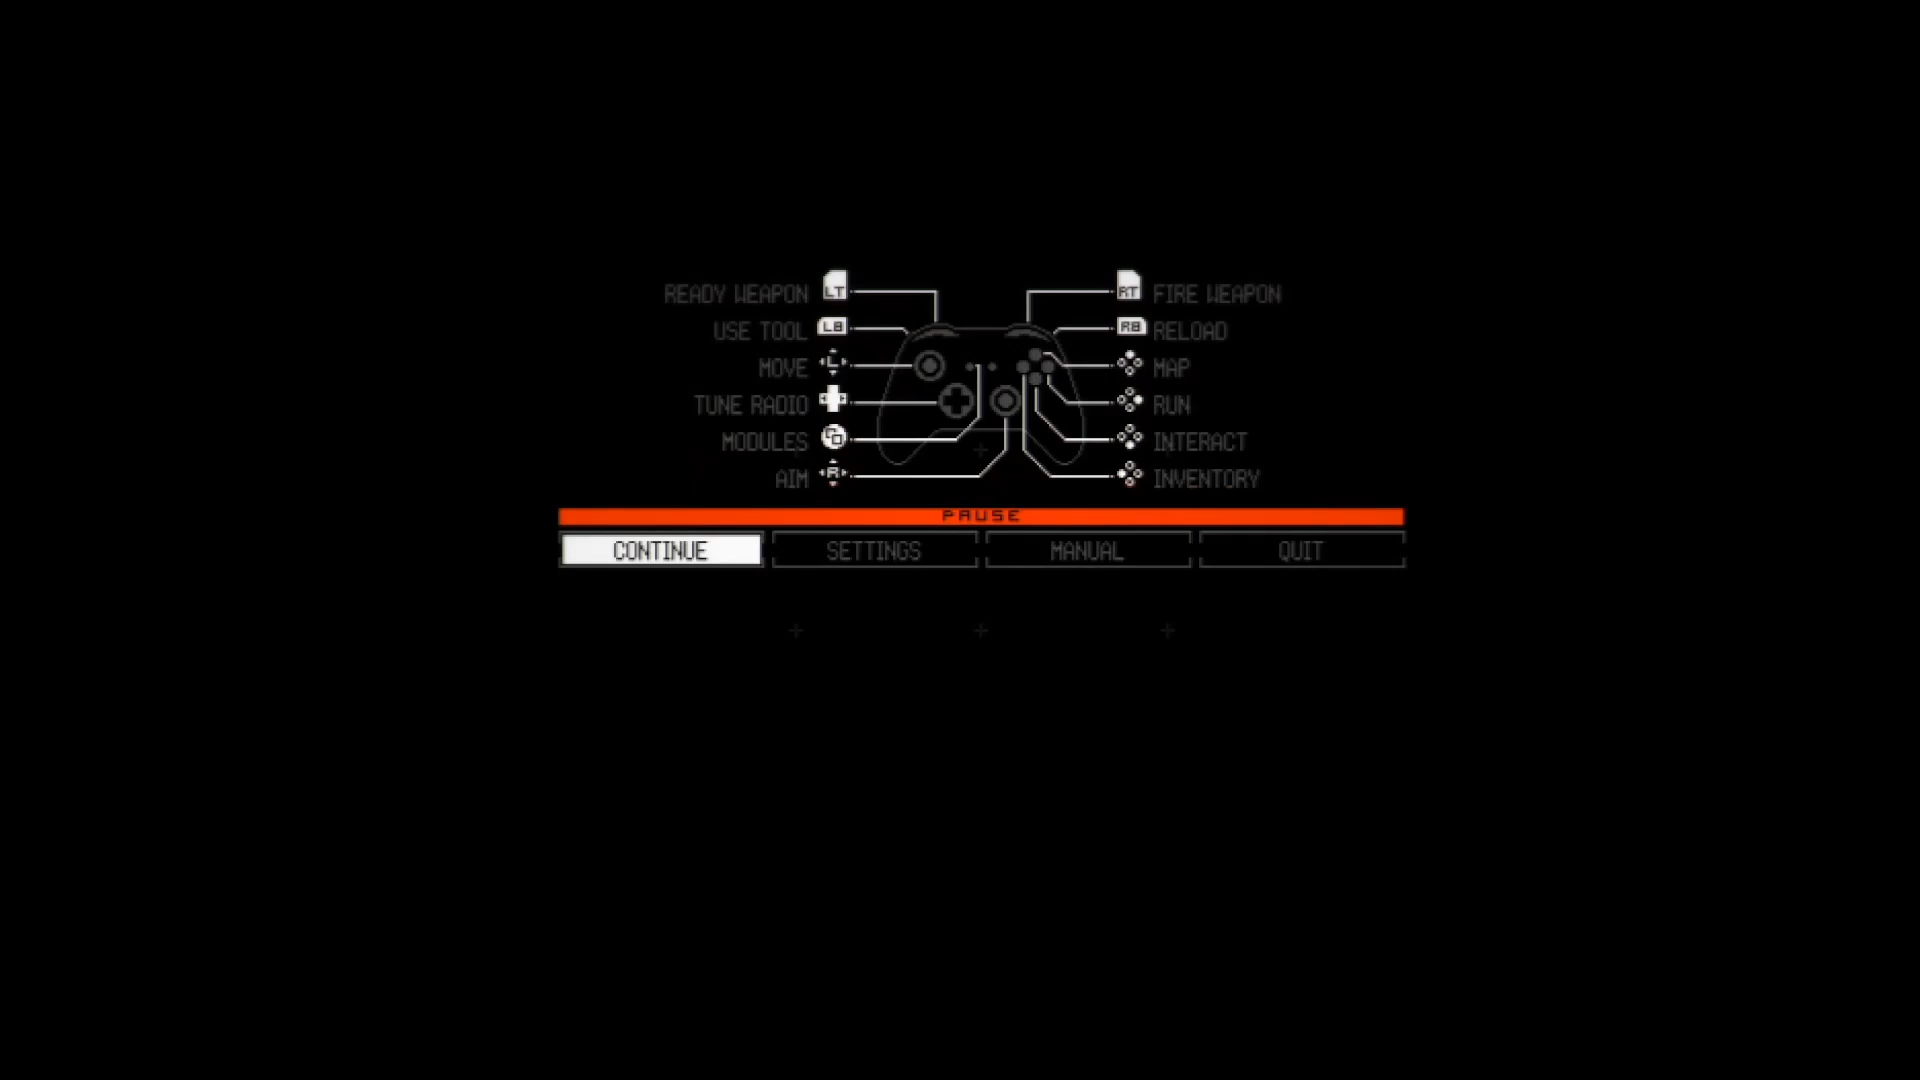 READY WEAPON LT RT FIRE WEAPON
USE TOOL LB RB RELOAD
MOVE L MAP
TUNE RADIO RUN
MODULES INTERACT
AIM R INVENTORY
PAUSE
CONTINUE SETTINGS MANUAL QUIT